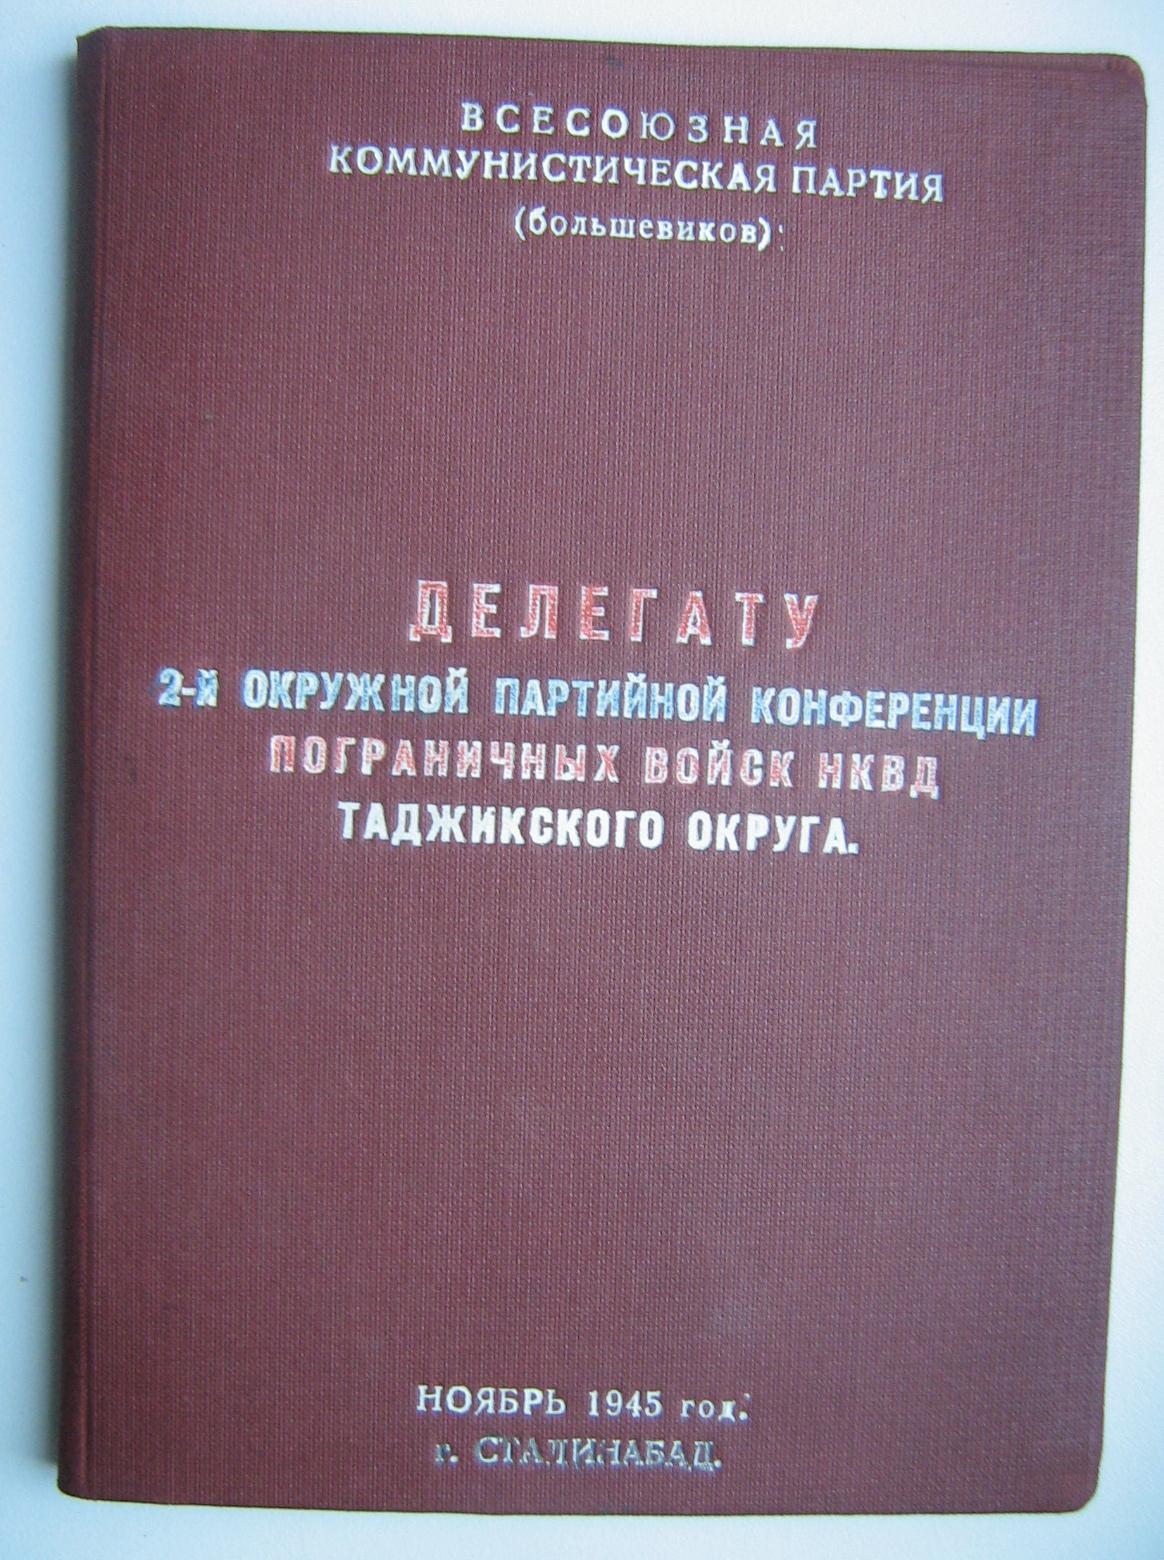 ВСЕСОЮЗНАЯ
КОММУНИСТИЧЕСКАЯ ПАРТИЯ
(большевиков)
ДЕЛЕГАТУ
2-й ОКРУЖНОЙ ПАРТИЙНОЙ КОНФЕРЕНЦИИ
ПОГРАНИЧНЫХ ВОЙСК НКВД
ТАДЖИКСКОГО ОКРУГА.
НОЯБРЬ 1945 год.
г. СТАЛИНАБАД.